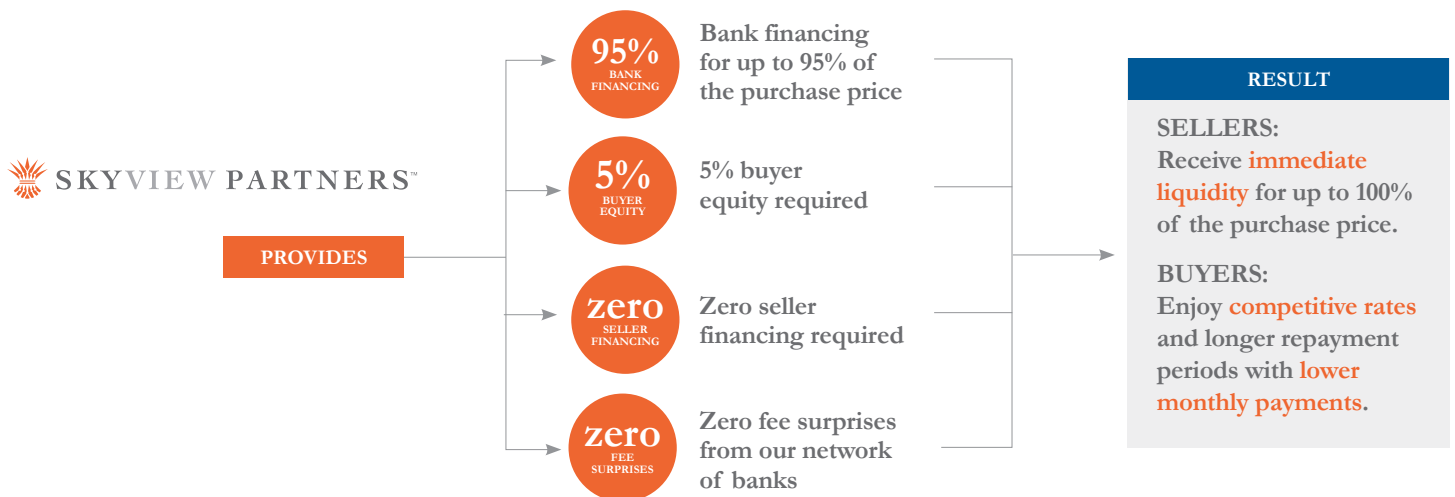 SKYVIEW PARTNERS™
PROVIDES
95%
BANK
FINANCING
Bank financing
for up to 95% of
the purchase price
5%
BUYER
EQUITY
5% buyer
equity required
zero
SELLER
FINANCING
Zero seller
financing required
zero
FEE
SURPRISES
Zero fee surprises
from our network
of banks
RESULT
SELLERS:
Receive immediate
liquidity for up to 100%
of the purchase price.
BUYERS:
Enjoy competitive rates
and longer repayment
periods with lower
monthly payments.